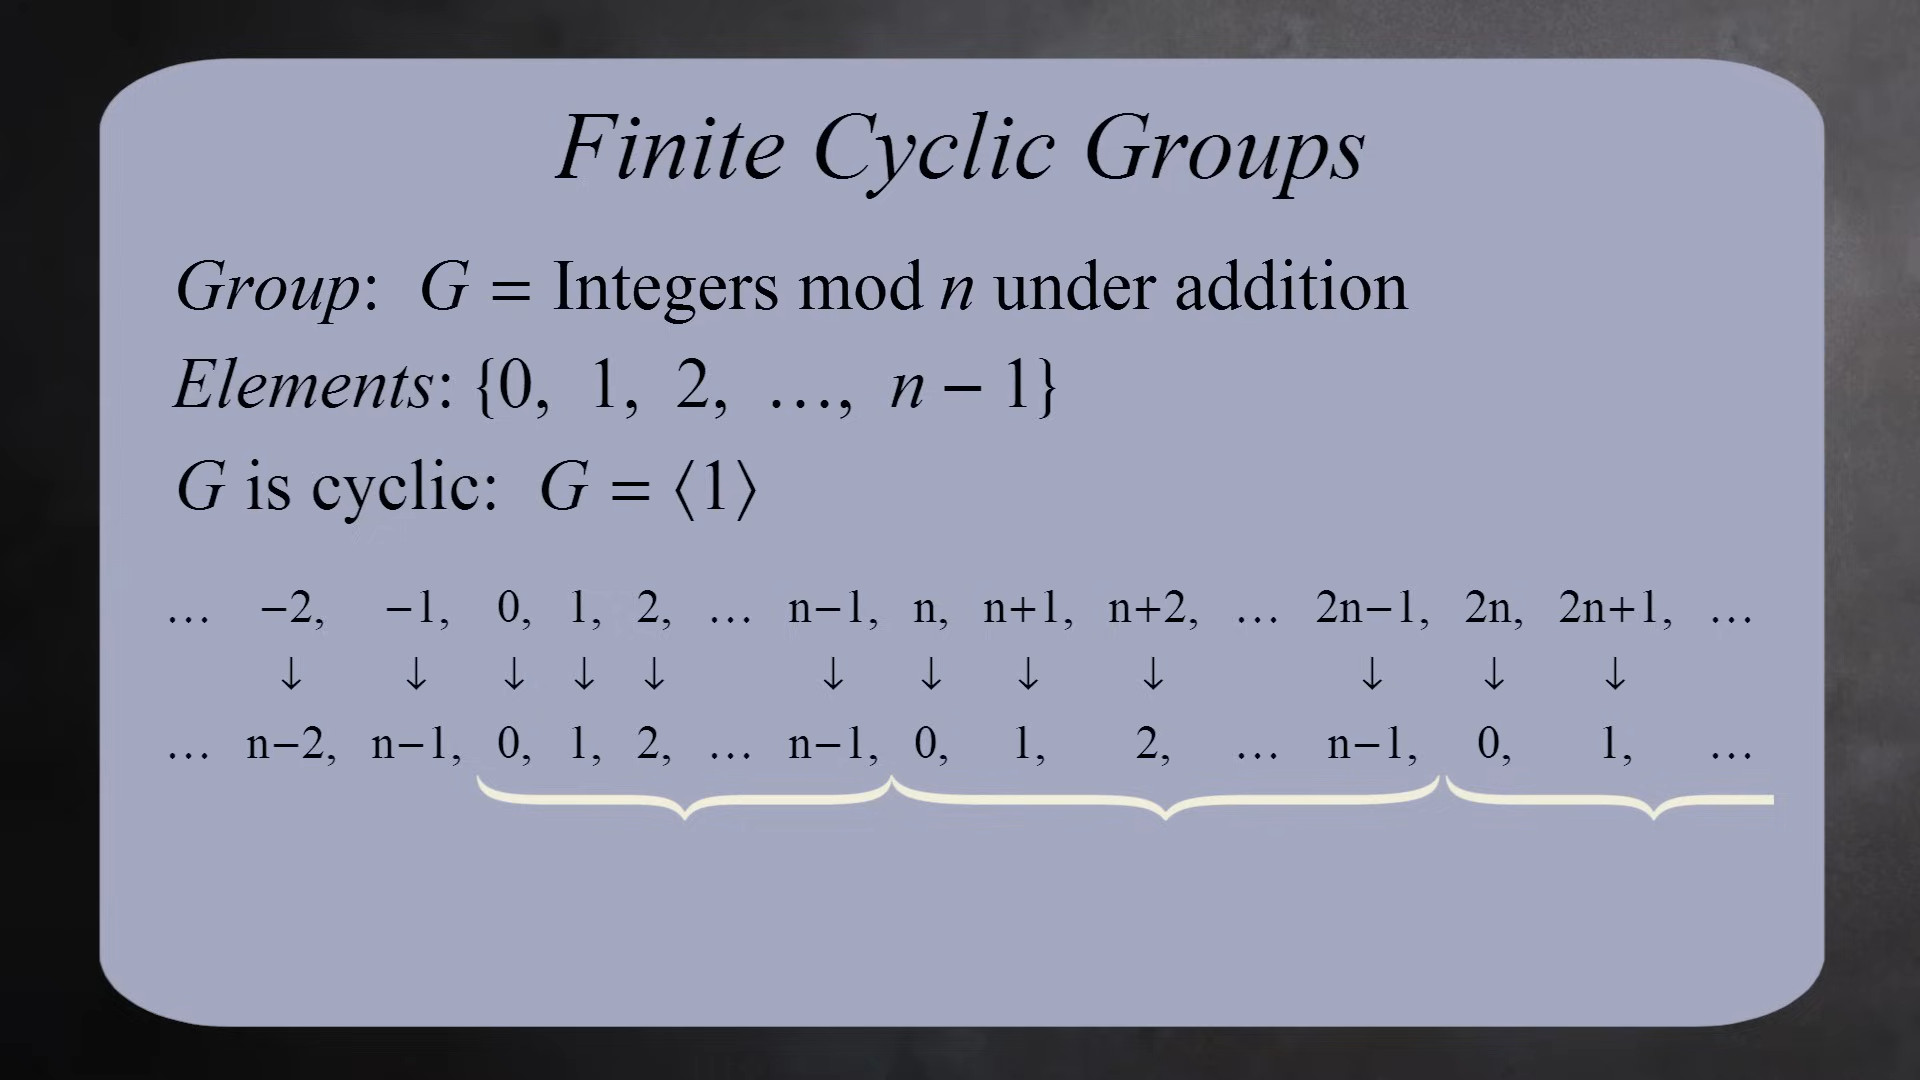 Finite Cyclic Groups
Group: G = Integers mod n under addition
Elements: {0, 1, 2, …, n − 1}
G is cyclic: G = ⟨1⟩
… −2, −1, 0, 1, 2, … n−1, n, n+1, n+2, … 2n−1, 2n, 2n+1, …
↓ ↓ ↓ ↓ ↓ ↓ ↓ ↓ ↓ ↓ ↓ ↓
… n−2, n−1, 0, 1, 2, … n−1, 0, 1, 2, … n−1, 0, 1, …